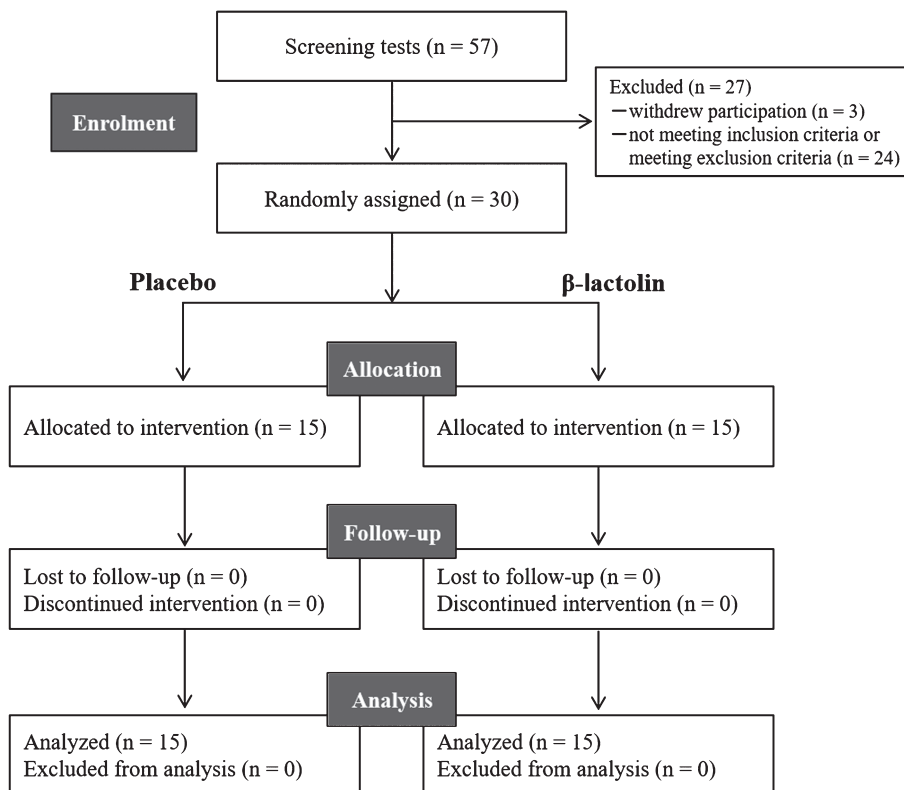 Screening tests (n = 57)
Enrolment
Excluded (n = 27)
—withdrew participation (n = 3)
—not meeting inclusion criteria or
meeting exclusion criteria (n = 24)
Randomly assigned (n = 30)
Placebo
β-lactolin
Allocation
Allocated to intervention (n = 15)
Allocated to intervention (n = 15)
Follow-up
Lost to follow-up (n = 0)
Discontinued intervention (n = 0)
Lost to follow-up (n = 0)
Discontinued intervention (n = 0)
Analysis
Analyzed (n = 15)
Excluded from analysis (n = 0)
Analyzed (n = 15)
Excluded from analysis (n = 0)